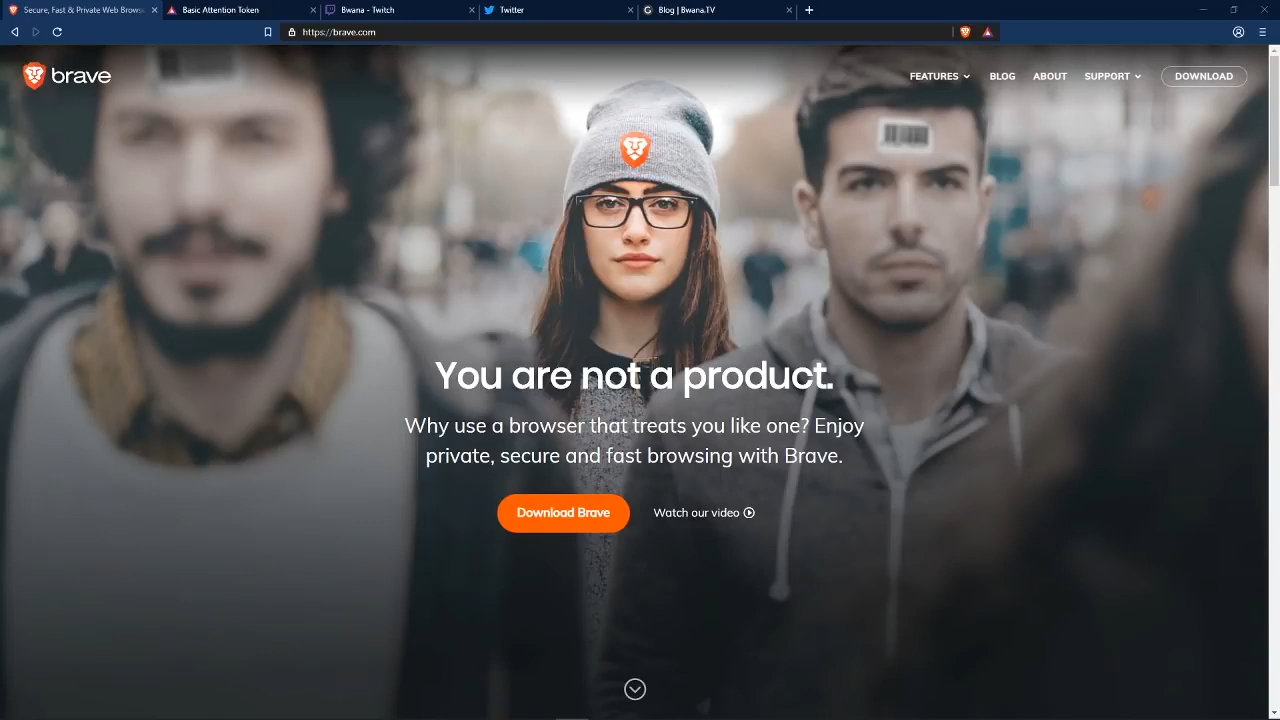 Secure, Fast & Private Web Brows
Basic Attention Token
Bwana - Twitch
Twitter
Blog | Bwana.TV
https://brave.com
brave
FEATURES
BLOG
ABOUT
SUPPORT
DOWNLOAD
You are not a product.
Why use a browser that treats you like one? Enjoy
private, secure and fast browsing with Brave.
Download Brave
Watch our video